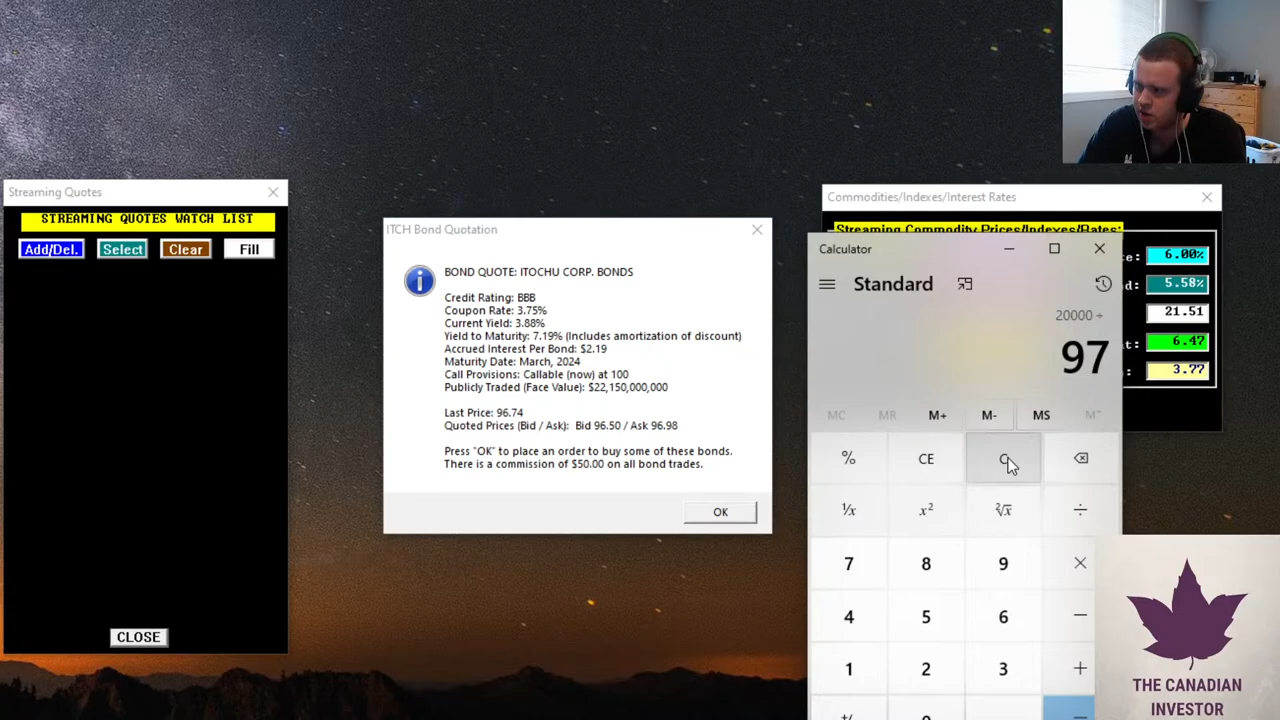 Streaming Quotes
STREAMING QUOTES WATCH LIST
Add/Del. Select Clear Fill
CLOSE
ITCH Bond Quotation
BOND QUOTE: ITOCHU CORP. BONDS
Credit Rating: BBB
Coupon Rate: 3.75%
Current Yield: 3.88%
Yield to Maturity: 7.19% (Includes amortization of discount)
Accrued Interest Per Bond: $2.19
Maturity Date: March, 2024
Call Provisions: Callable (now) at 100
Publicly Traded (Face Value): $22,150,000,000
Last Price: 96.74
Quoted Prices (Bid / Ask): Bid 96.50 / Ask 96.98
Press "OK" to place an order to buy some of these bonds.
There is a commission of $50.00 on all bond trades.
OK
Commodities/Indexes/Interest Rates
Streaming Commodity Prices/Indexes/Rates:
6.00%
5.58%
21.51
6.47
3.77
Calculator
Standard
20000 ÷
97
MC MR M+ M- MS
% CE C
¹/x x² ²√x ÷
7 8 9 ×
4 5 6 −
1 2 3 +
THE CANADIAN
INVESTOR